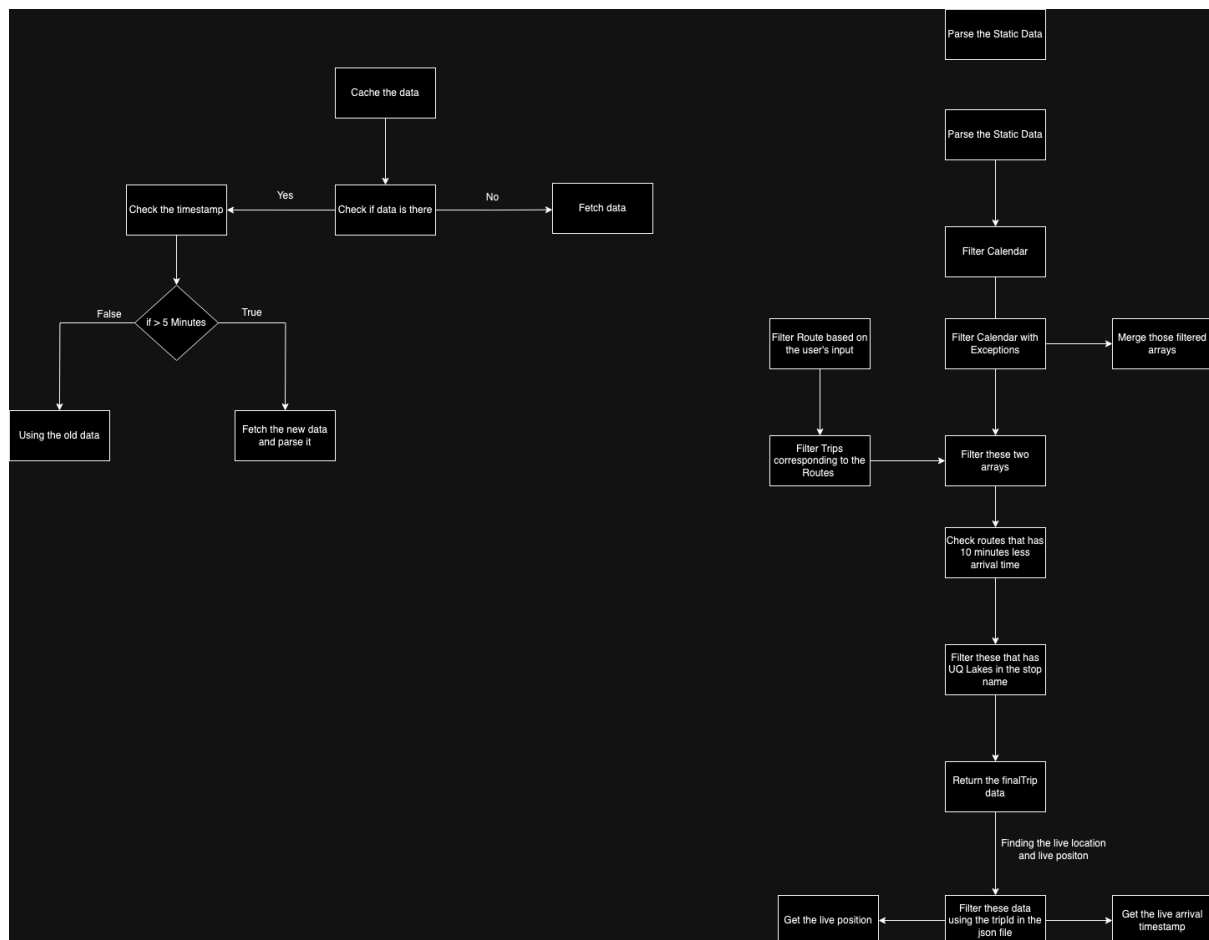 Parse the Static Data
Cache the data
Parse the Static Data
Check the timestamp
Yes
Check if data is there
No
Fetch data
Filter Calendar
False
if > 5 Minutes
True
Filter Route based on
the user's input
Filter Calendar with
Exceptions
Merge those filtered
arrays
Using the old data
Fetch the new data
and parse it
Filter Trips
corresponding to the
Routes
Filter these two
arrays
Check routes that has
10 minutes less
arrival time
Filter these that has
UQ Lakes in the stop
name
Return the finalTrip
data
Finding the live location
and live positon
Get the live position
Filter these data
using the tripId in the
json file
Get the live arrival
timestamp